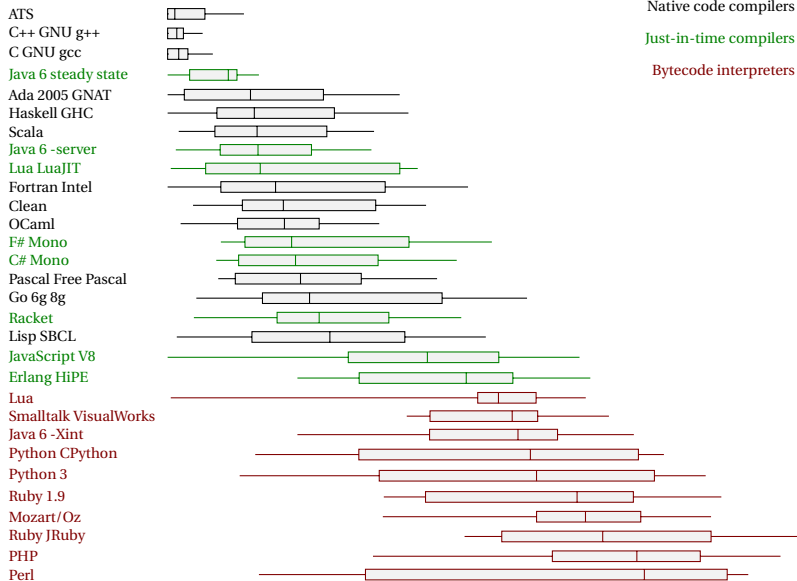 ATS
C++ GNU g++
C GNU gcc
Java 6 steady state
Ada 2005 GNAT
Haskell GHC
Scala
Java 6 -server
Lua LuaJIT
Fortran Intel
Clean
OCaml
F# Mono
C# Mono
Pascal Free Pascal
Go 6g 8g
Racket
Lisp SBCL
JavaScript V8
Erlang HiPE
Lua
Smalltalk VisualWorks
Java 6 -Xint
Python CPython
Python 3
Ruby 1.9
Mozart/Oz
Ruby JRuby
PHP
Perl
Native code compilers
Just-in-time compilers
Bytecode interpreters